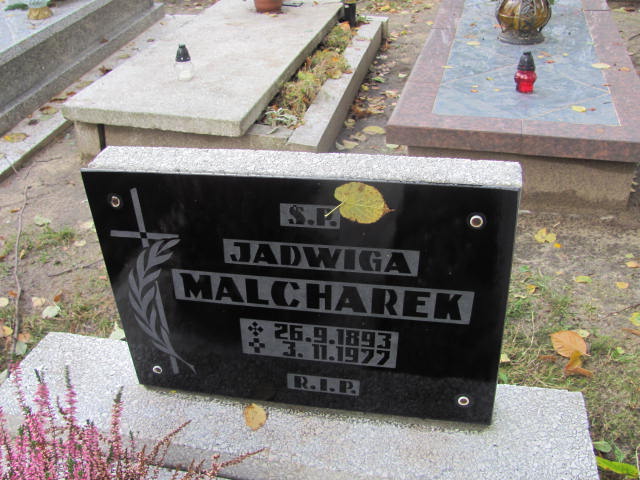 Ś.P.
JADWIGA
MALCHAREK
26.9.1893
3.11.1977
R.I.P.